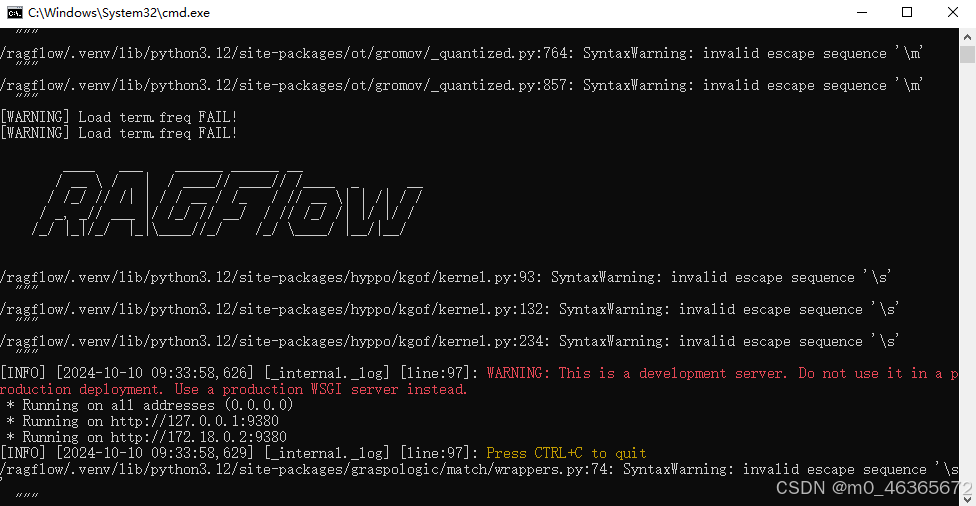 C:\Windows\System32\cmd.exe
"""
/ragflow/.venv/lib/python3.12/site-packages/ot/gromov/_quantized.py:764: SyntaxWarning: invalid escape sequence '\m'
"""
/ragflow/.venv/lib/python3.12/site-packages/ot/gromov/_quantized.py:857: SyntaxWarning: invalid escape sequence '\m'
"""
[WARNING] Load term.freq FAIL!
[WARNING] Load term.freq FAIL!
RAGFlow
/ragflow/.venv/lib/python3.12/site-packages/hyppo/kgof/kernel.py:93: SyntaxWarning: invalid escape sequence '\s'
"""
/ragflow/.venv/lib/python3.12/site-packages/hyppo/kgof/kernel.py:132: SyntaxWarning: invalid escape sequence '\s'
"""
/ragflow/.venv/lib/python3.12/site-packages/hyppo/kgof/kernel.py:234: SyntaxWarning: invalid escape sequence '\s'
"""
[INFO] [2024-10-10 09:33:58,626] [_internal._log] [line:97]: WARNING: This is a development server. Do not use it in a p
roduction deployment. Use a production WSGI server instead.
* Running on all addresses (0.0.0.0)
* Running on http://127.0.0.1:9380
* Running on http://172.18.0.2:9380
[INFO] [2024-10-10 09:33:58,629] [_internal._log] [line:97]: Press CTRL+C to quit
/ragflow/.venv/lib/python3.12/site-packages/graspologic/match/wrappers.py:74: SyntaxWarning: invalid escape sequence '\s
'
"""
CSDN @m0_46365672